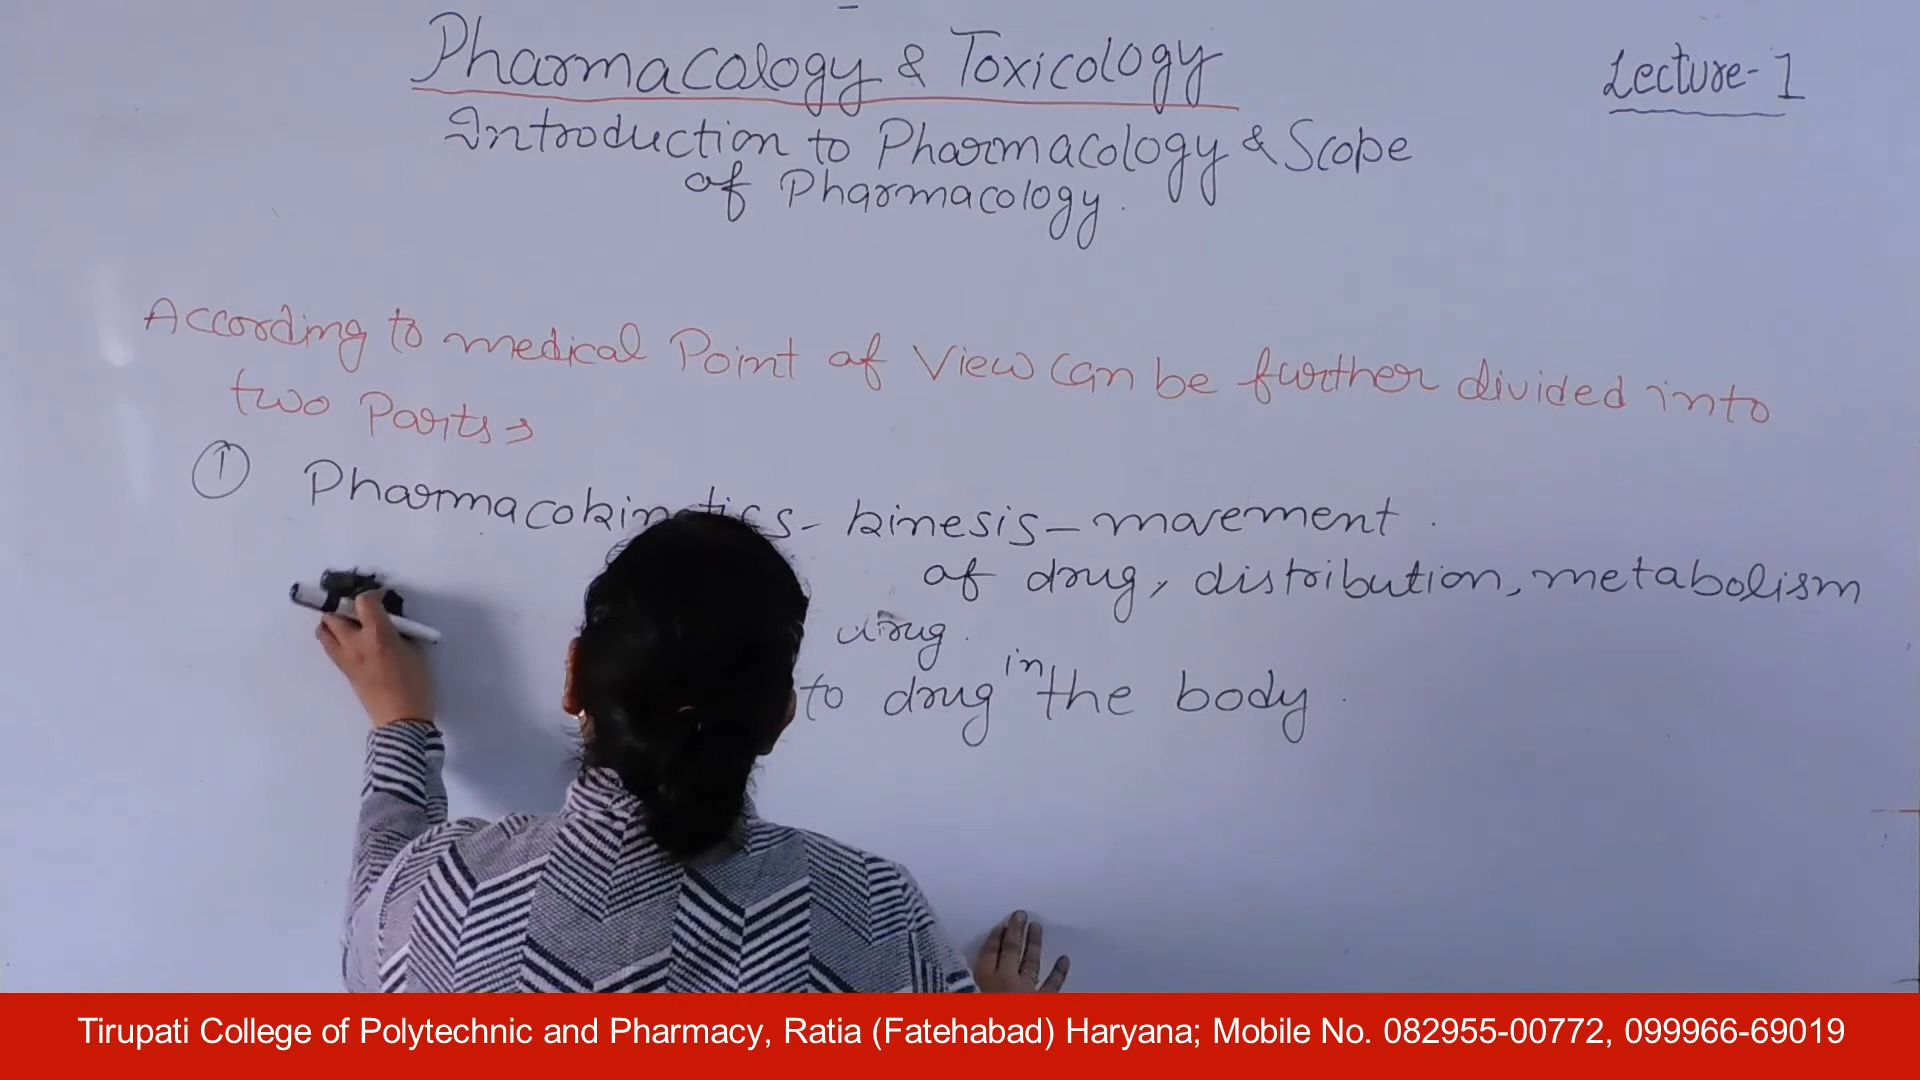 Pharmacology & Toxicology
Lecture-1
Introduction to Pharmacology & Scope
of Pharmacology.
According to medical Point of View can be further divided into
two Parts⇒
① Pharmacokinetics - kinesis - movement.
of drug, distribution, metabolism
drug.
to drug in the body.
Tirupati College of Polytechnic and Pharmacy, Ratia (Fatehabad) Haryana; Mobile No. 082955-00772, 099966-69019